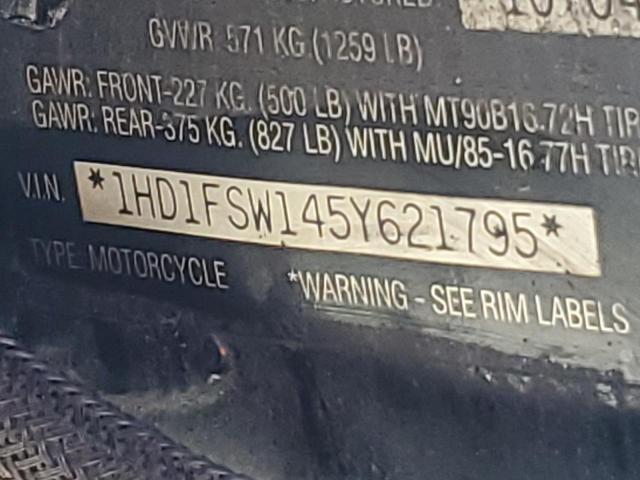 GVWR 571 KG (1259 LB)
GAWR: FRONT-227 KG. (500 LB) WITH MT90B16.72H TIR
GAWR: REAR-375 KG. (827 LB) WITH MU/85-16 77H TIR
V.I.N. *1HD1FSW145Y621795*
TYPE: MOTORCYCLE *WARNING - SEE RIM LABELS